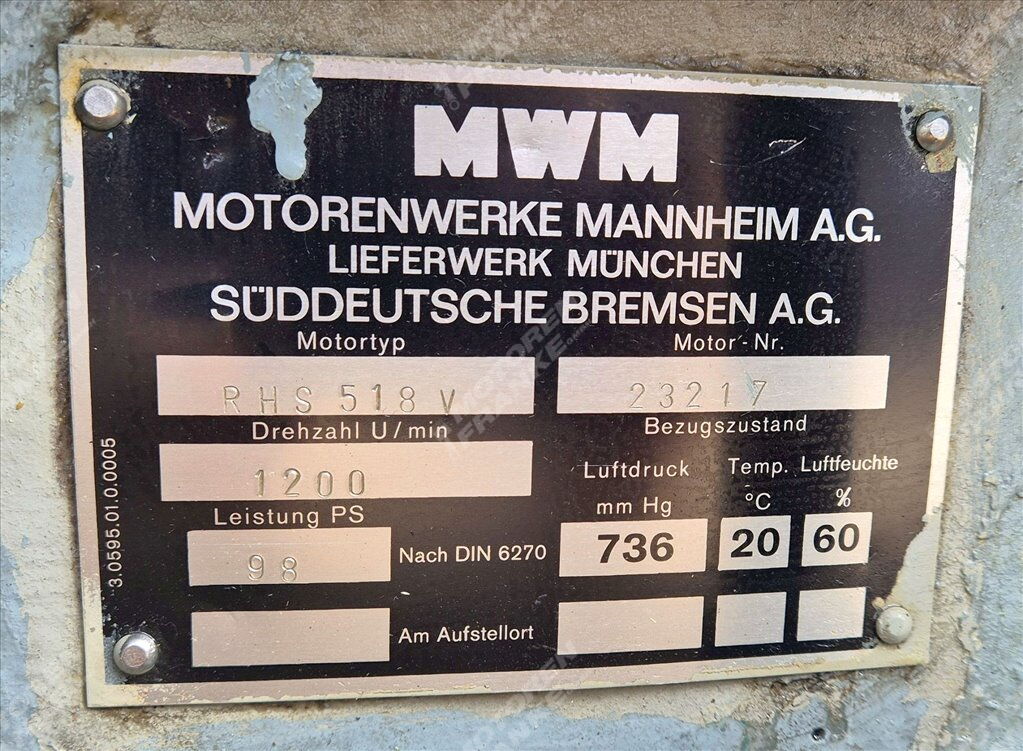 MWM
MOTORENWERKE MANNHEIM A.G.
LIEFERWERK MÜNCHEN
SÜDDEUTSCHE BREMSEN A.G.
Motortyp Motor-Nr.
RHS 518 V 23217
Drehzahl U/min Bezugszustand
1200 Luftdruck Temp. Luftfeuchte
Leistung PS mm Hg °C %
98 Nach DIN 6270 736 20 60
Am Aufstellort
3.0595.01.0.0005
MOTOREN FRANKE